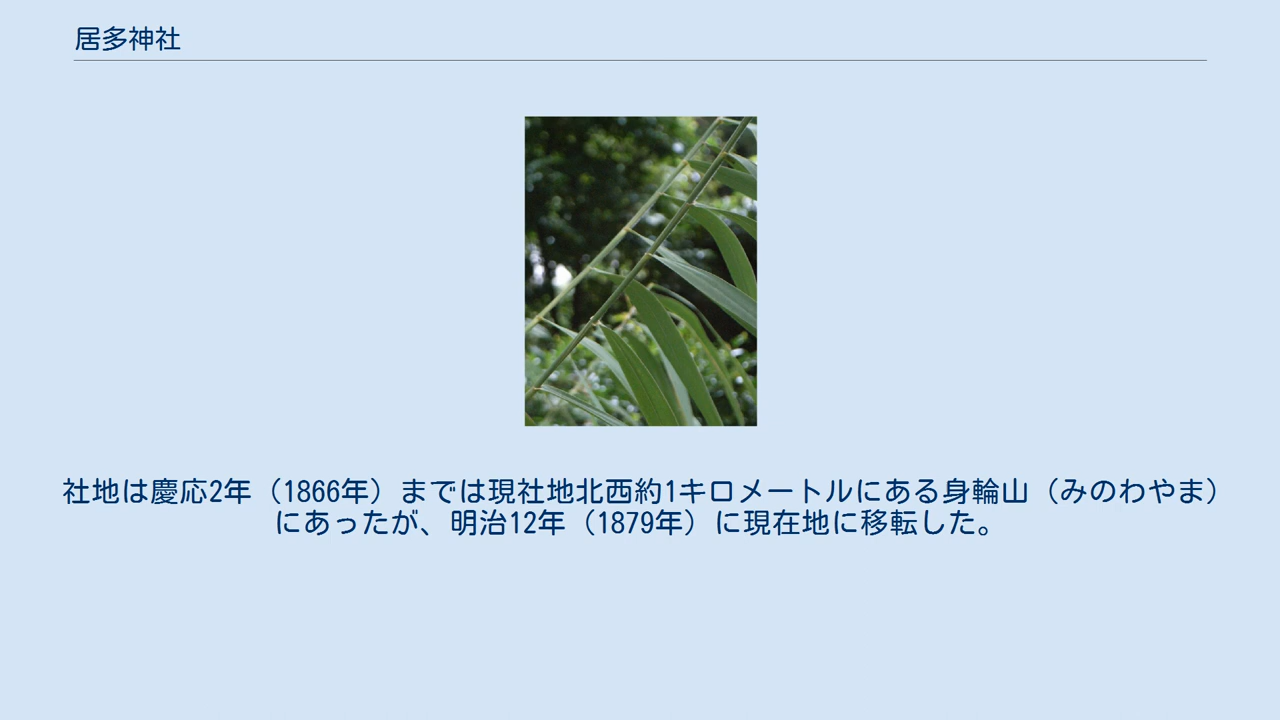 居多神社
社地は慶応2年（1866年）までは現社地北西約1キロメートルにある身輪山（みのわやま）
にあったが、明治12年（1879年）に現在地に移転した。